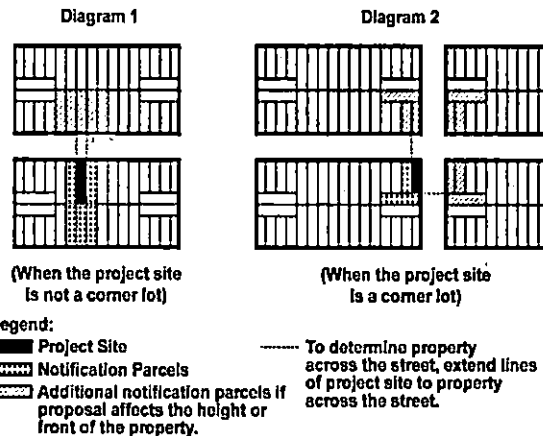 Diagram 1
Diagram 2
(When the project site
is not a corner lot)
(When the project site
is a corner lot)
egend:
Project Site
Notification Parcels
Additional notification parcels if
proposal affects the height or
front of the property.
To determine property
across the street, extend lines
of project site to property
across the street.